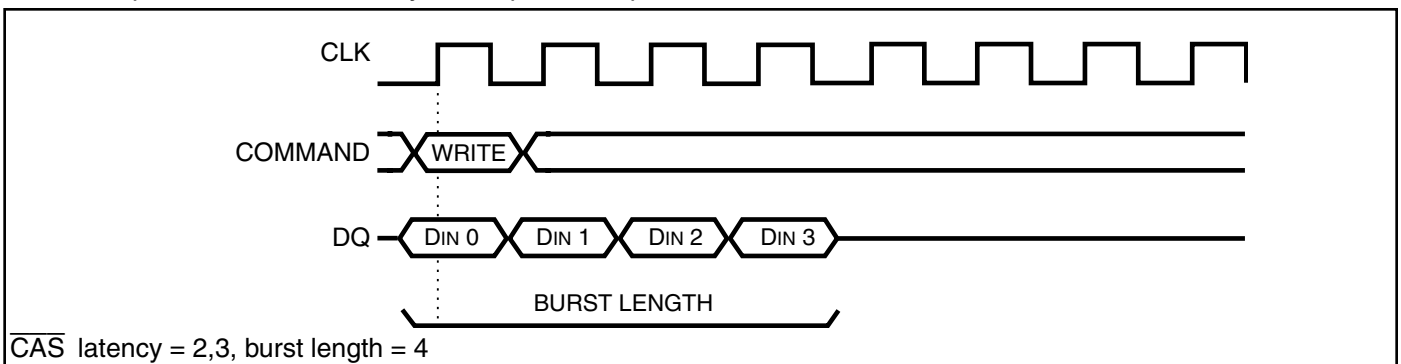 CLK
COMMAND WRITE
DQ DIN 0 DIN 1 DIN 2 DIN 3
BURST LENGTH
CAS latency = 2,3, burst length = 4